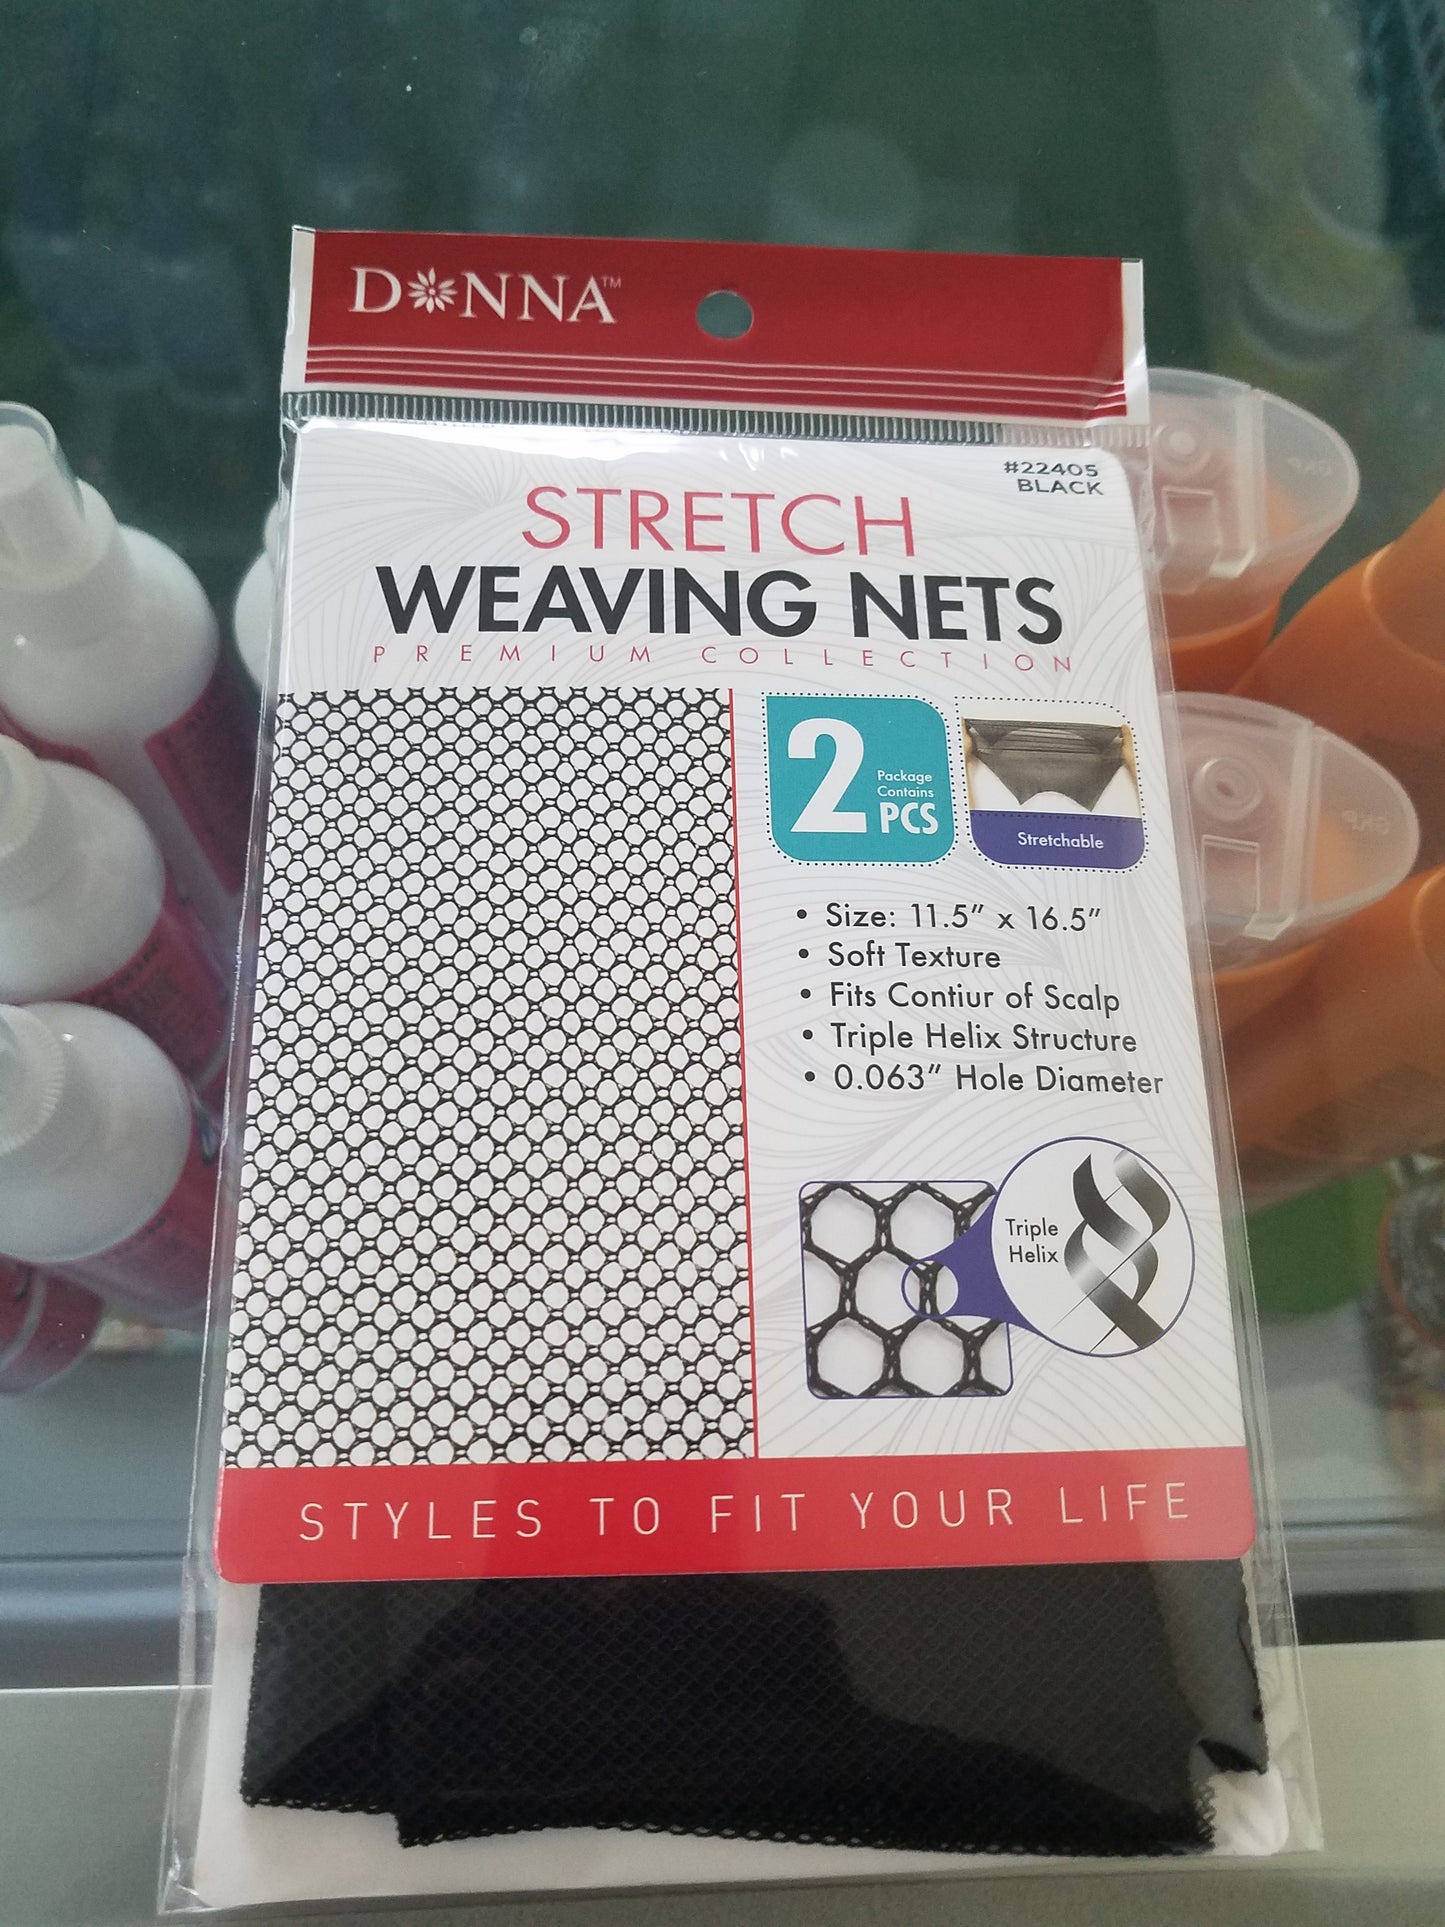 DONNA™
#22405
BLACK
STRETCH
WEAVING NETS
PREMIUM COLLECTION
2
Package
Contains
PCS
Stretchable
• Size: 11.5” x 16.5”
• Soft Texture
• Fits Contiur of Scalp
• Triple Helix Structure
• 0.063” Hole Diameter
Triple
Helix
STYLES TO FIT YOUR LIFE